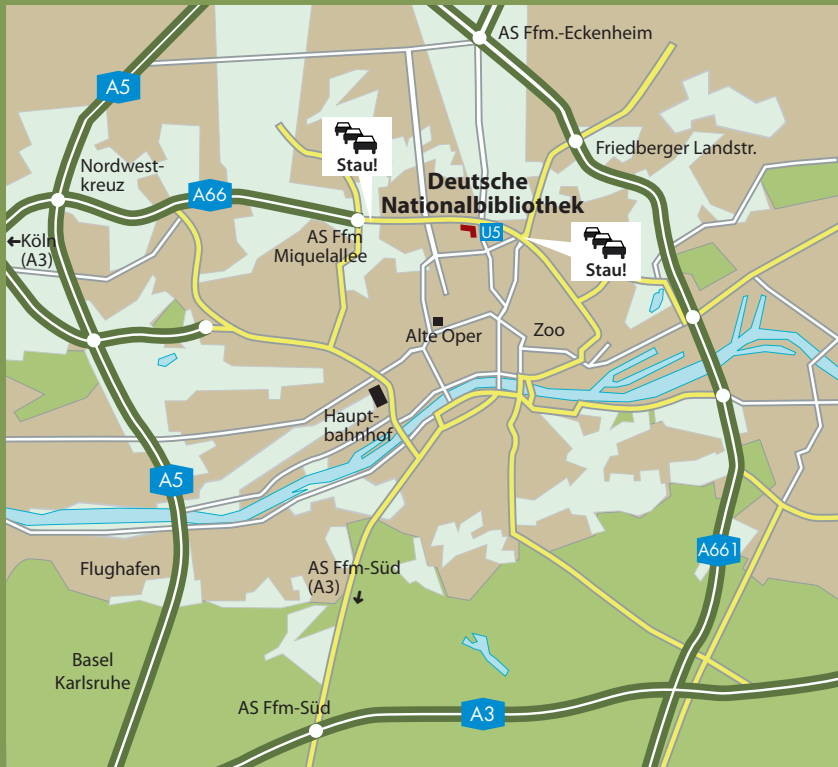 AS Ffm.-Eckenheim
A5
Stau!
Friedberger Landstr.
Nordwest-
kreuz
Deutsche
Nationalbibliothek
A66
U5
AS Ffm
Miquelallee
←Köln
(A3)
Stau!
Alte Oper
Zoo
Haupt-
bahnhof
A5
A661
Flughafen
AS Ffm-Süd
(A3)
Basel
Karlsruhe
AS Ffm-Süd
A3